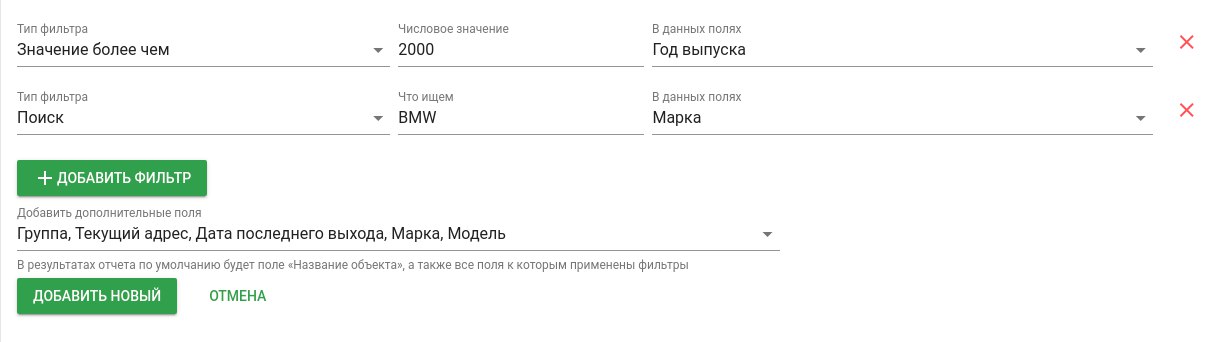 Тип фильтра Числовое значение В данных полях
Значение более чем 2000 Год выпуска
Тип фильтра Что ищем В данных полях
Поиск BMW Марка
ДОБАВИТЬ ФИЛЬТР
Добавить дополнительные поля
Группа, Текущий адрес, Дата последнего выхода, Марка, Модель
В результатах отчета по умолчанию будет поле «Название объекта», а также все поля к которым применены фильтры
ДОБАВИТЬ НОВЫЙ ОТМЕНА